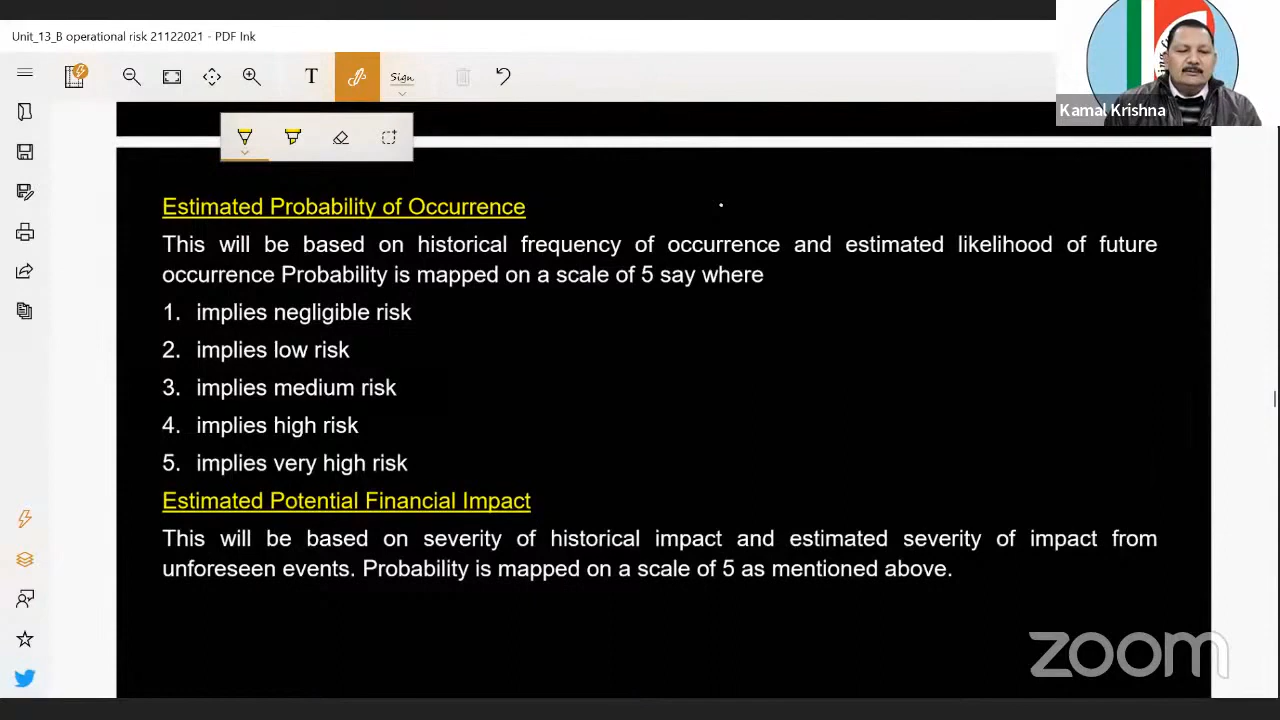 Unit_13_B operational risk 21122021 - PDF Ink
T
Sign
Kamal Krishna
Estimated Probability of Occurrence
This will be based on historical frequency of occurrence and estimated likelihood of future
occurrence Probability is mapped on a scale of 5 say where
1. implies negligible risk
2. implies low risk
3. implies medium risk
4. implies high risk
5. implies very high risk
Estimated Potential Financial Impact
This will be based on severity of historical impact and estimated severity of impact from
unforeseen events. Probability is mapped on a scale of 5 as mentioned above.
zoom